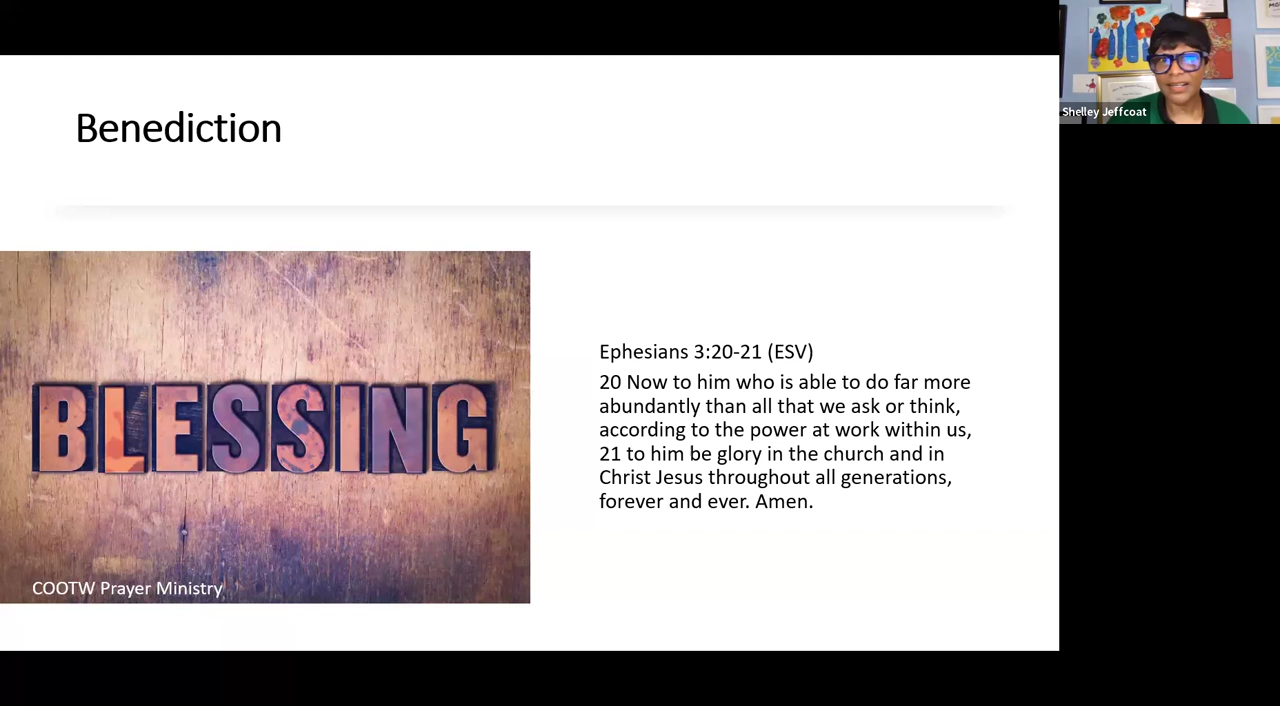 Benediction
Shelley Jeffcoat
BLESSING
COOTW Prayer Ministry
Ephesians 3:20-21 (ESV)
20 Now to him who is able to do far more
abundantly than all that we ask or think,
according to the power at work within us,
21 to him be glory in the church and in
Christ Jesus throughout all generations,
forever and ever. Amen.